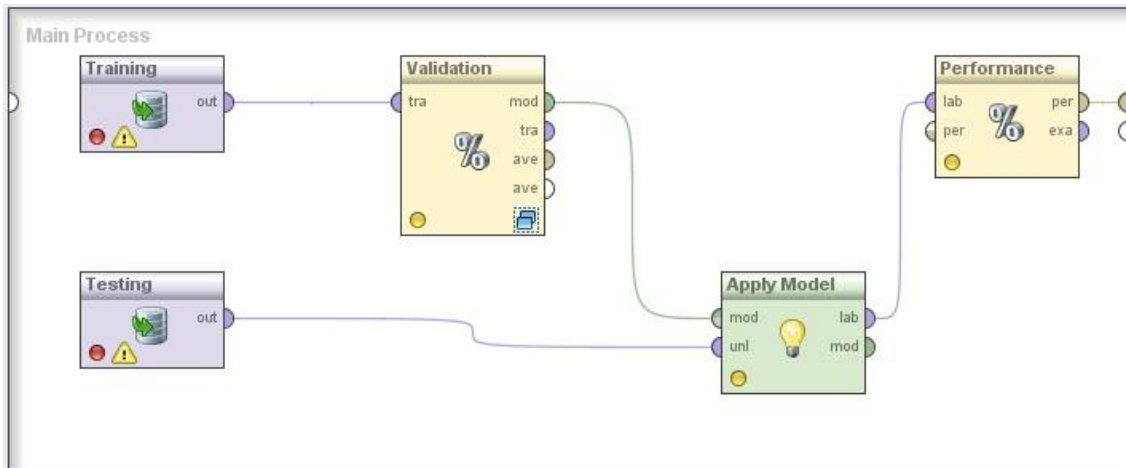 Main Process
Training
out
Validation
tra
mod
tra
ave
ave
Performance
lab
per
per
exa
Testing
out
Apply Model
mod
lab
unl
mod